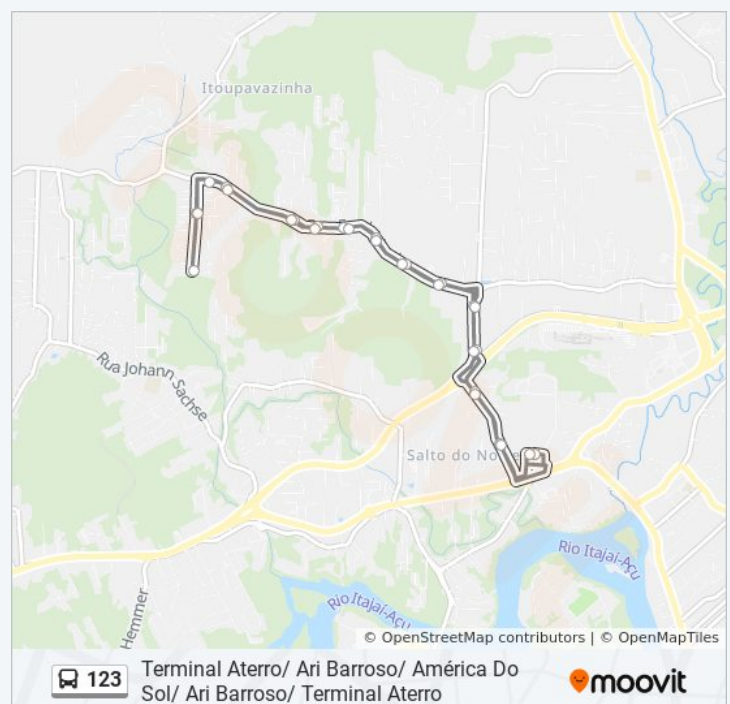 Itoupavazinha
Rua Johann Sachse
Salto do No
Rio Itajaí-Açu
Rio Itajaí-Açu
Hemmer
© OpenStreetMap contributors | © OpenMapTiles
123
Terminal Aterro/ Ari Barroso/ América Do
Sol/ Ari Barroso/ Terminal Aterro
moovit